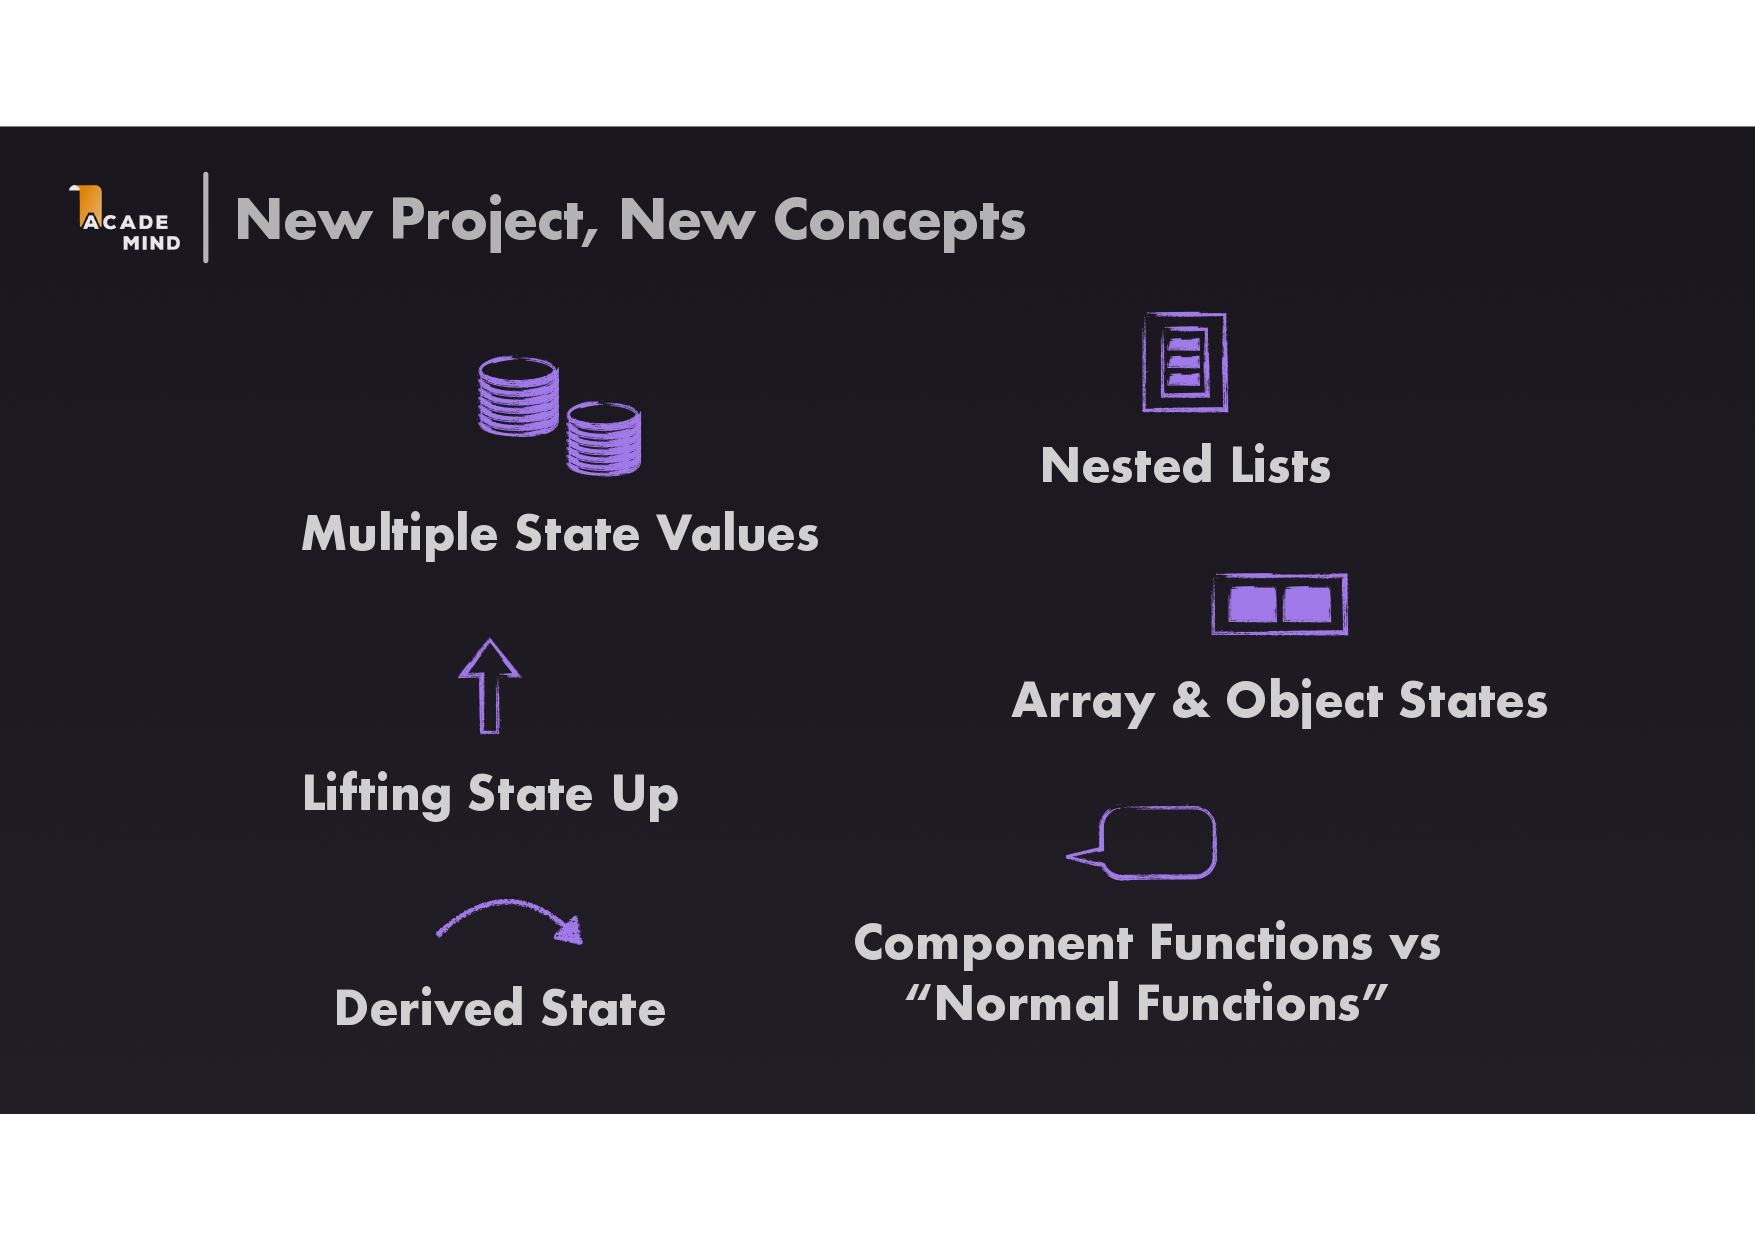 ACADE
MIND
New Project, New Concepts
Multiple State Values
Nested Lists
Lifting State Up
Array & Object States
Derived State
Component Functions vs
“Normal Functions”